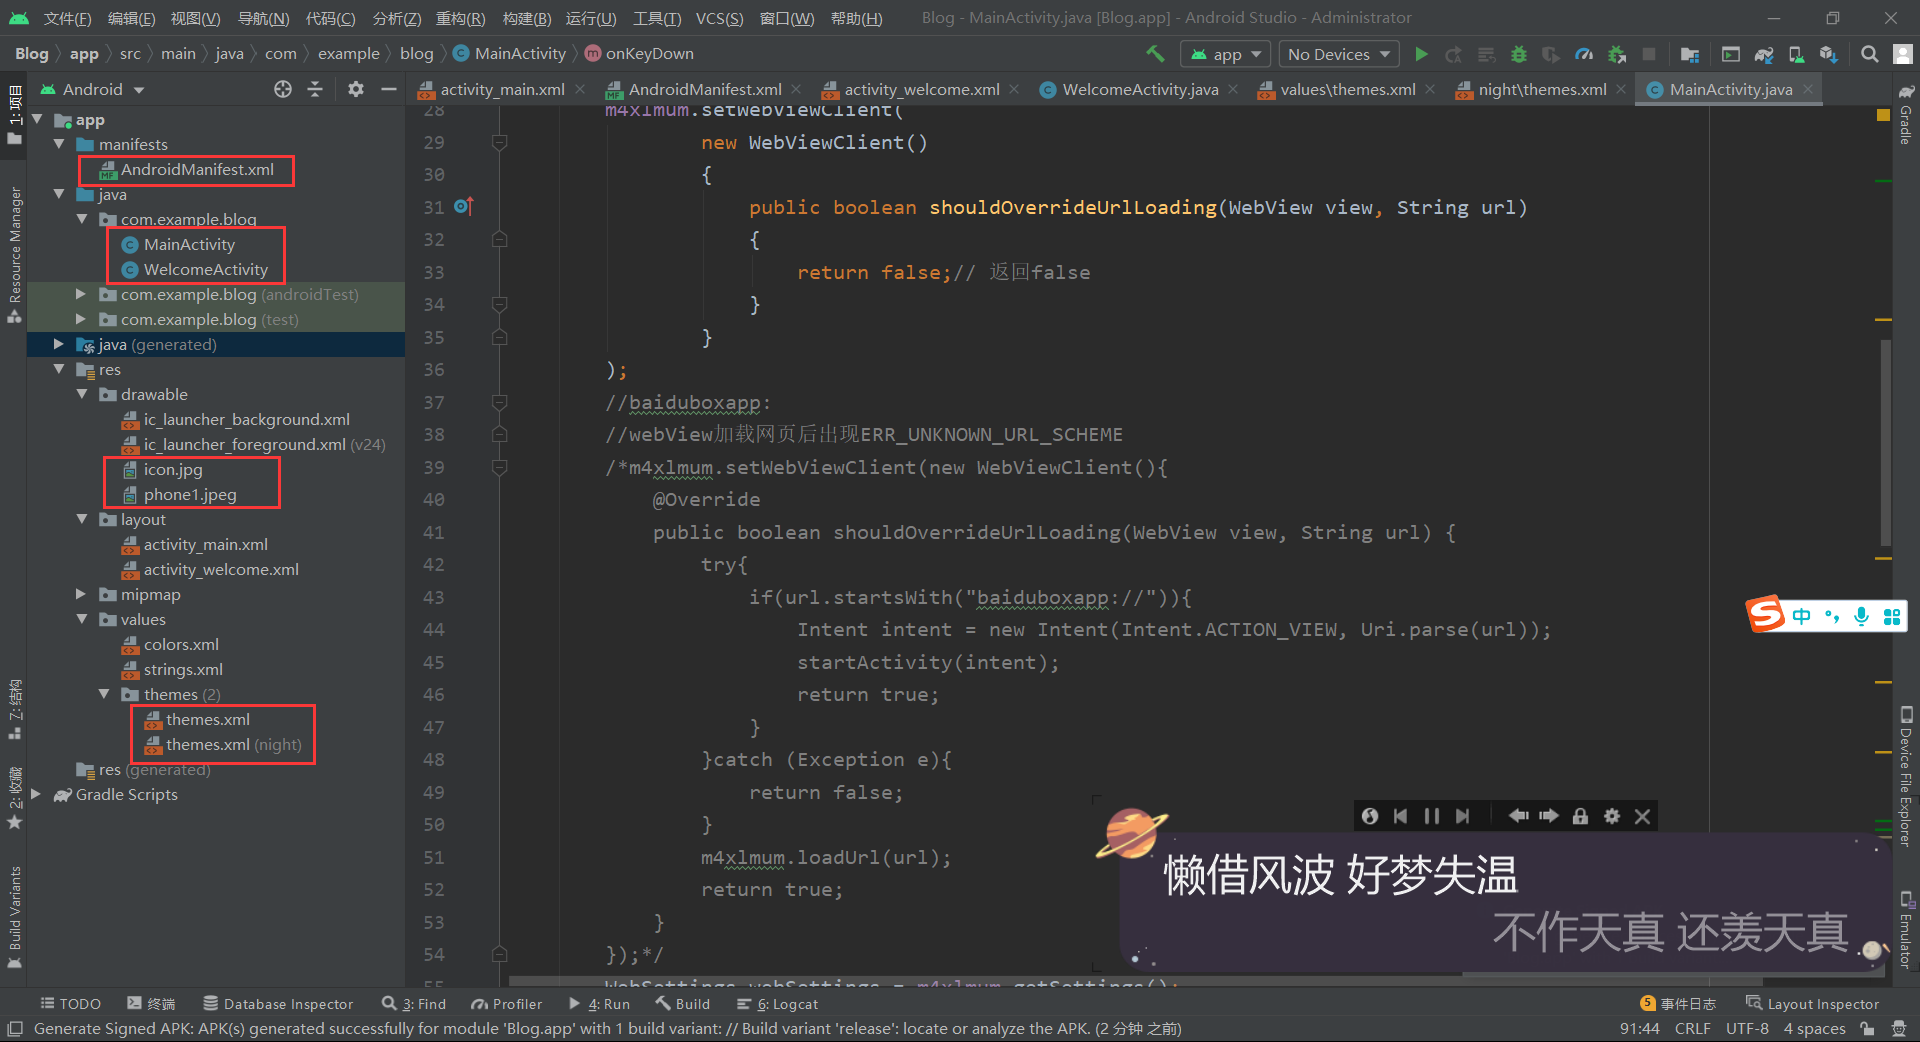 文件(F) 编辑(E) 视图(V) 导航(N) 代码(C) 分析(Z) 重构(R) 构建(B) 运行(U) 工具(T) VCS(S) 窗口(W) 帮助(H) Blog - MainActivity.java [Blog.app] - Android Studio - Administrator
Blog app src main java com example blog MainActivity onKeyDown
app No Devices
Android
activity_main.xml AndroidManifest.xml activity_welcome.xml WelcomeActivity.java values\themes.xml night\themes.xml MainActivity.java
1: 项目
Resource Manager
7: 结构
2: 收藏
Build Variants
app
manifests
AndroidManifest.xml
java
com.example.blog
MainActivity
WelcomeActivity
com.example.blog (androidTest)
com.example.blog (test)
java (generated)
res
drawable
ic_launcher_background.xml
ic_launcher_foreground.xml (v24)
icon.jpg
phone1.jpeg
layout
activity_main.xml
activity_welcome.xml
mipmap
values
colors.xml
strings.xml
themes (2)
themes.xml
themes.xml (night)
res (generated)
Gradle Scripts
28 m4xlmum.setWebViewClient(
29 new WebViewClient()
30 {
31 public boolean shouldOverrideUrlLoading(WebView view, String url)
32 {
33 return false;// 返回false
34 }
35 }
36 );
37 //baiduboxapp:
38 //webView加载网页后出现ERR_UNKNOWN_URL_SCHEME
39 /*m4xlmum.setWebViewClient(new WebViewClient(){
40 @Override
41 public boolean shouldOverrideUrlLoading(WebView view, String url) {
42 try{
43 if(url.startsWith("baiduboxapp://")){
44 Intent intent = new Intent(Intent.ACTION_VIEW, Uri.parse(url));
45 startActivity(intent);
46 return true;
47 }
48 }catch (Exception e){
49 return false;
50 }
51 m4xlmum.loadUrl(url);
52 return true;
53 }
54 });*/
55 WebSettings webSettings = m4xlmum.getSettings();
Gradle
Device File Explorer
Emulator
S 中
懒借风波 好梦失温
不作天真 还羡天真
TODO 终端 Database Inspector 3: Find Profiler 4: Run Build 6: Logcat 5 事件日志 Layout Inspector
Generate Signed APK: APK(s) generated successfully for module 'Blog.app' with 1 build variant: // Build variant 'release': locate or analyze the APK. (2 分钟 之前) 91:44 CRLF UTF-8 4 spaces